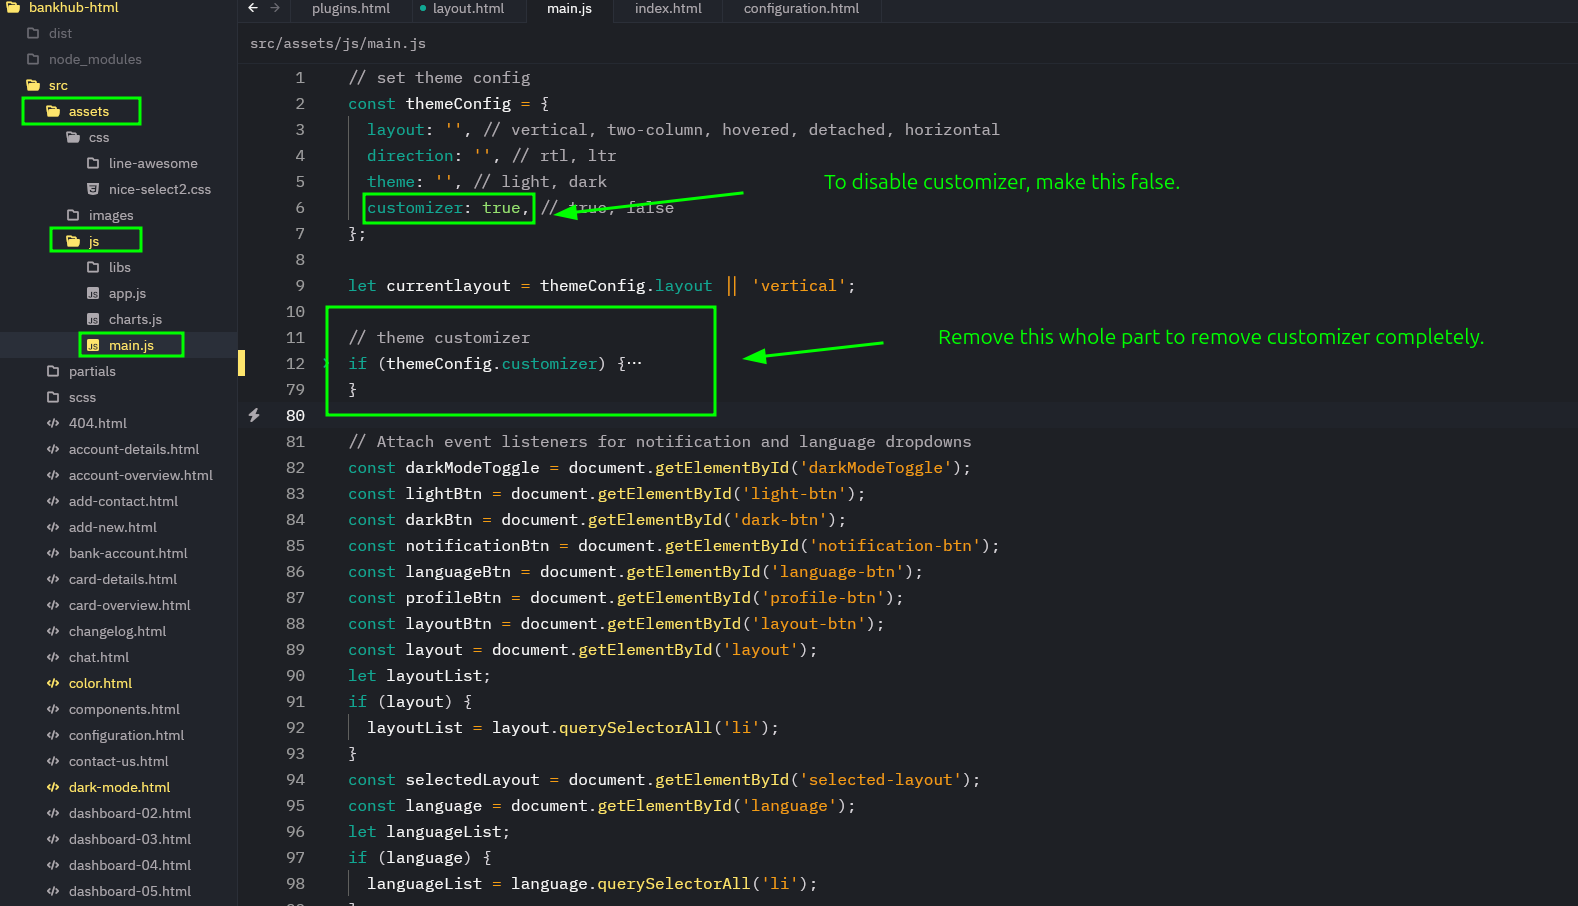 bankhub-html
dist
node_modules
src
assets
css
line-awesome
nice-select2.css
images
js
libs
app.js
charts.js
main.js
partials
scss
404.html
account-details.html
account-overview.html
add-contact.html
add-new.html
bank-account.html
card-details.html
card-overview.html
changelog.html
chat.html
color.html
components.html
configuration.html
contact-us.html
dark-mode.html
dashboard-02.html
dashboard-03.html
dashboard-04.html
dashboard-05.html
plugins.html layout.html main.js index.html configuration.html
src/assets/js/main.js
1 // set theme config
2 const themeConfig = {
3 layout: '', // vertical, two-column, hovered, detached, horizontal
4 direction: '', // rtl, ltr
5 theme: '', // light, dark
To disable customizer, make this false.
6 customizer: true, // true, false
7 };
8
9 let currentlayout = themeConfig.layout || 'vertical';
10
11 // theme customizer
Remove this whole part to remove customizer completely.
12 if (themeConfig.customizer) {···
79 }
80
81 // Attach event listeners for notification and language dropdowns
82 const darkModeToggle = document.getElementById('darkModeToggle');
83 const lightBtn = document.getElementById('light-btn');
84 const darkBtn = document.getElementById('dark-btn');
85 const notificationBtn = document.getElementById('notification-btn');
86 const languageBtn = document.getElementById('language-btn');
87 const profileBtn = document.getElementById('profile-btn');
88 const layoutBtn = document.getElementById('layout-btn');
89 const layout = document.getElementById('layout');
90 let layoutList;
91 if (layout) {
92 layoutList = layout.querySelectorAll('li');
93 }
94 const selectedLayout = document.getElementById('selected-layout');
95 const language = document.getElementById('language');
96 let languageList;
97 if (language) {
98 languageList = language.querySelectorAll('li');